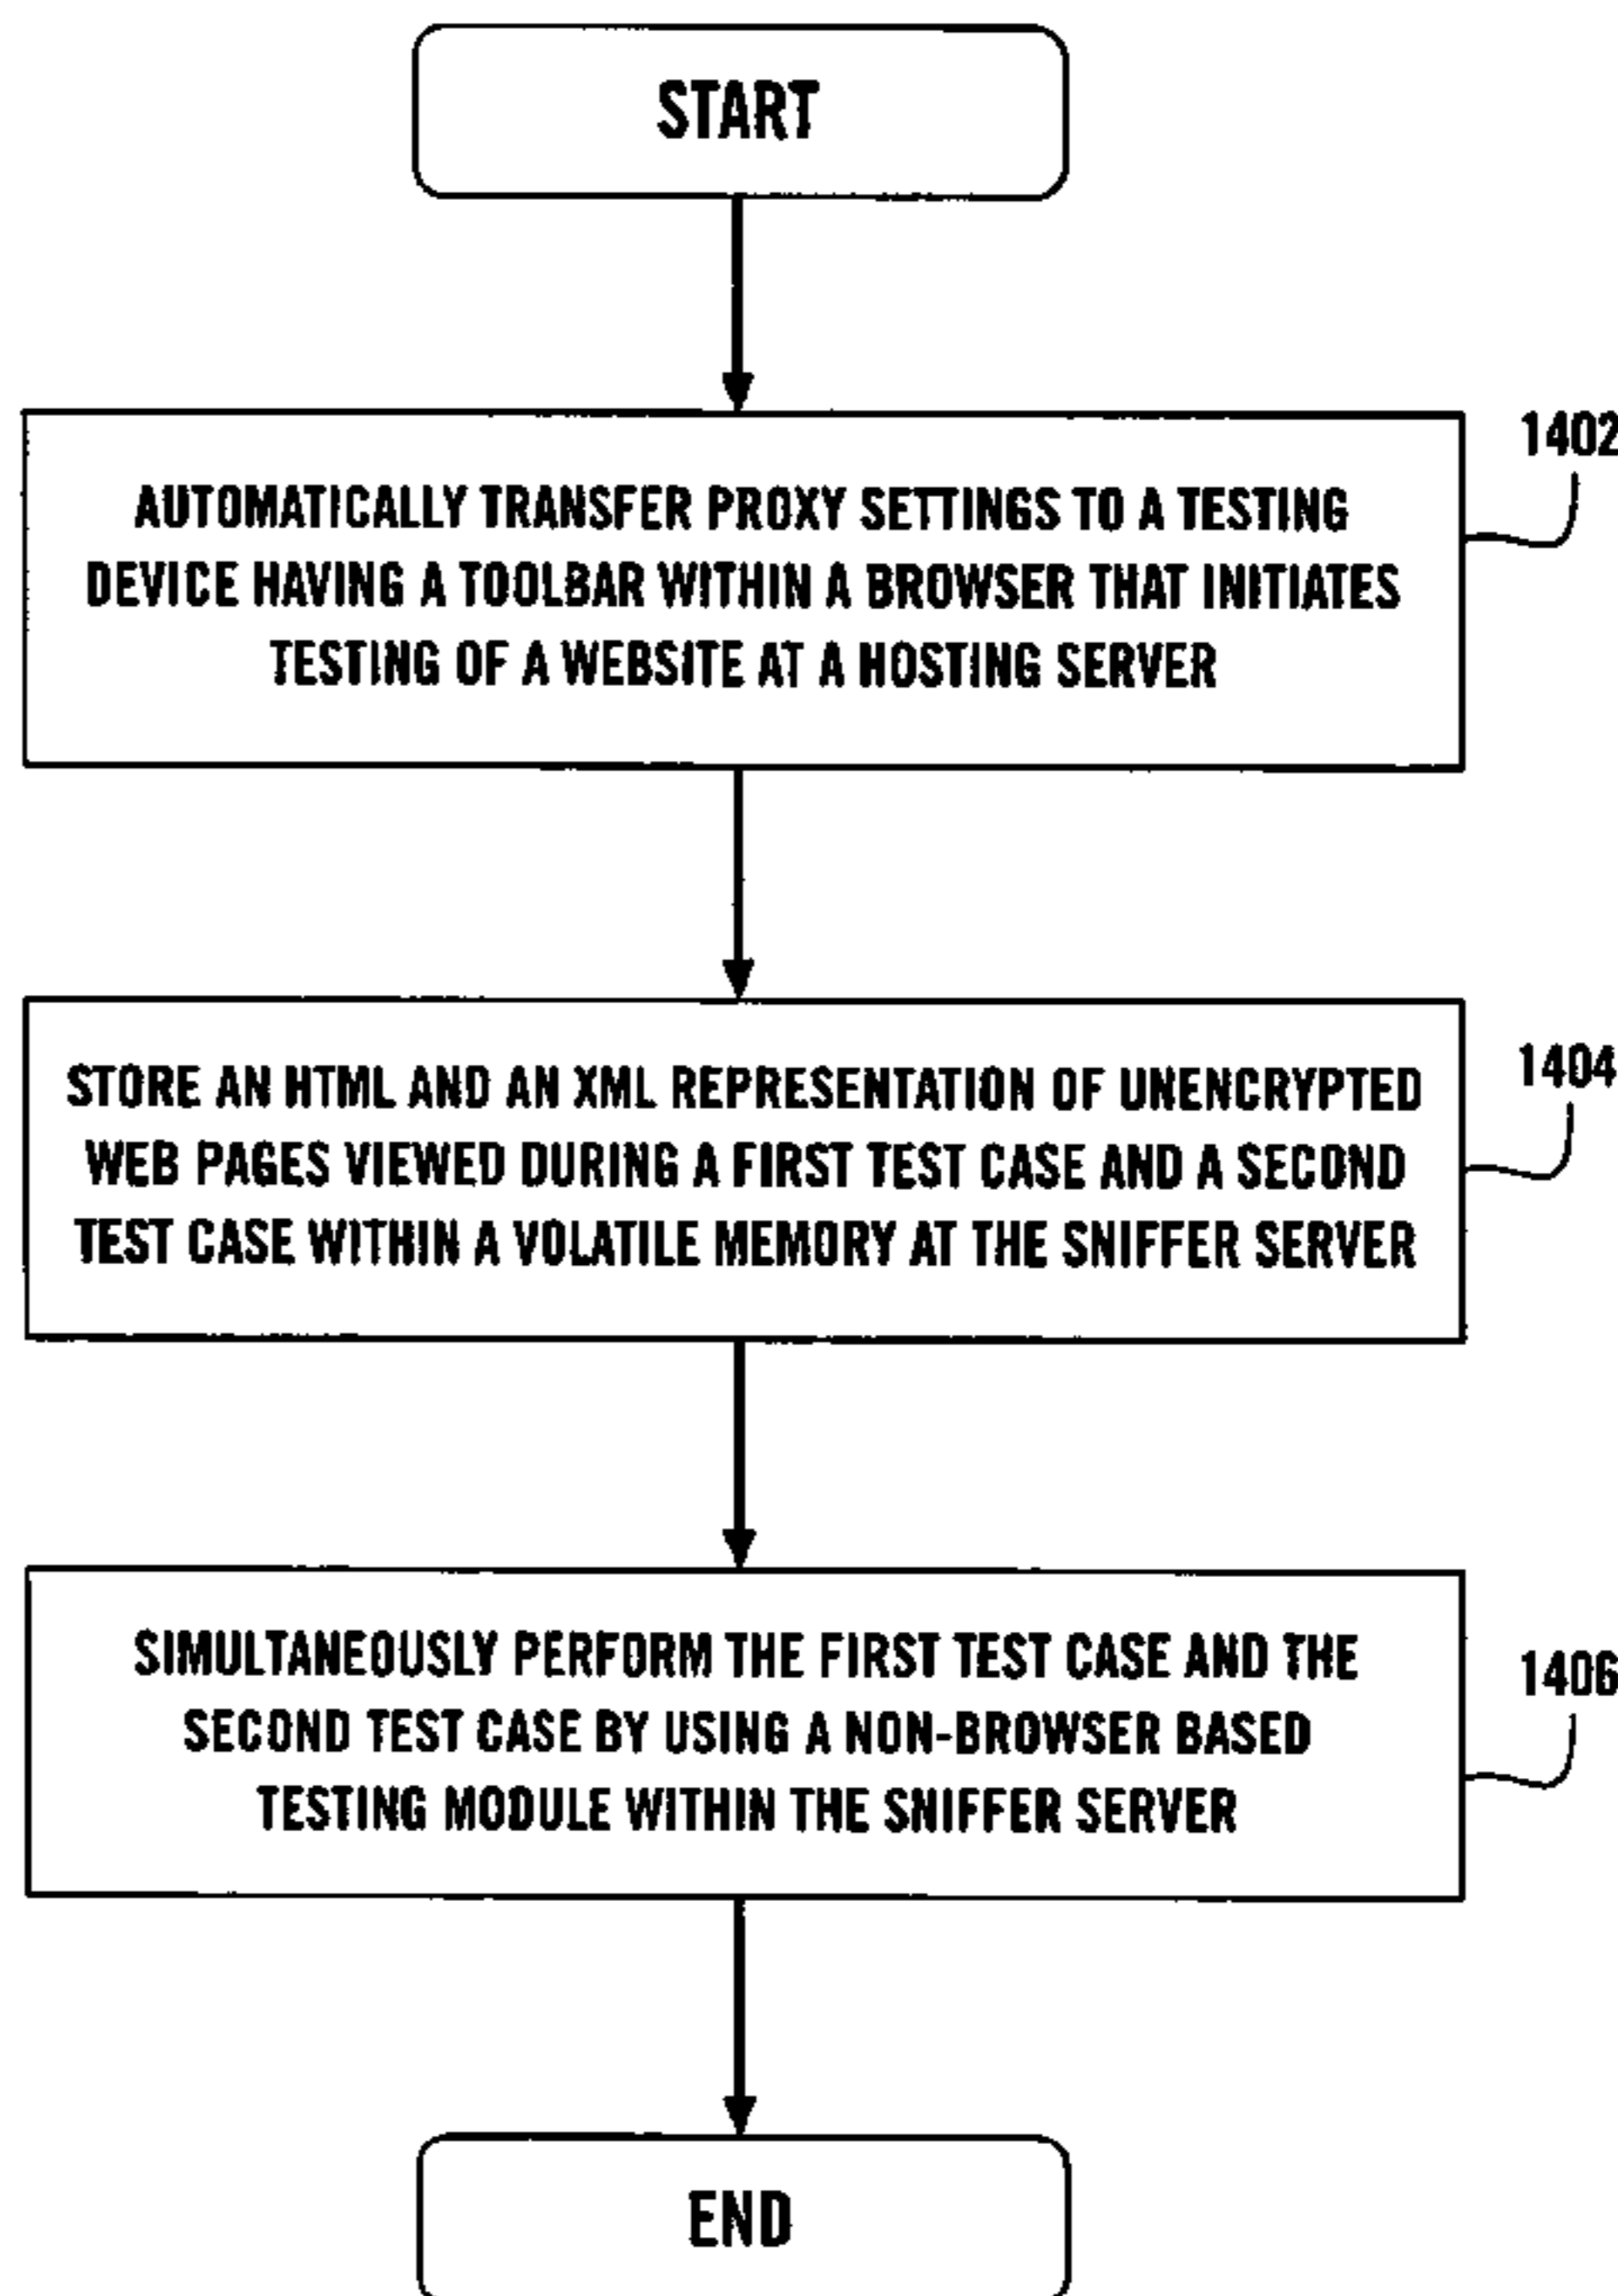 START
1402
AUTOMATICALLY TRANSFER PROXY SETTINGS TO A TESTING
DEVICE HAVING A TOOLBAR WITHIN A BROWSER THAT INITIATES
TESTING OF A WEBSITE AT A HOSTING SERVER
1404
STORE AN HTML AND AN XML REPRESENTATION OF UNENCRYPTED
WEB PAGES VIEWED DURING A FIRST TEST CASE AND A SECOND
TEST CASE WITHIN A VOLATILE MEMORY AT THE SNIFFER SERVER
1406
SIMULTANEOUSLY PERFORM THE FIRST TEST CASE AND THE
SECOND TEST CASE BY USING A NON-BROWSER BASED
TESTING MODULE WITHIN THE SNIFFER SERVER
END